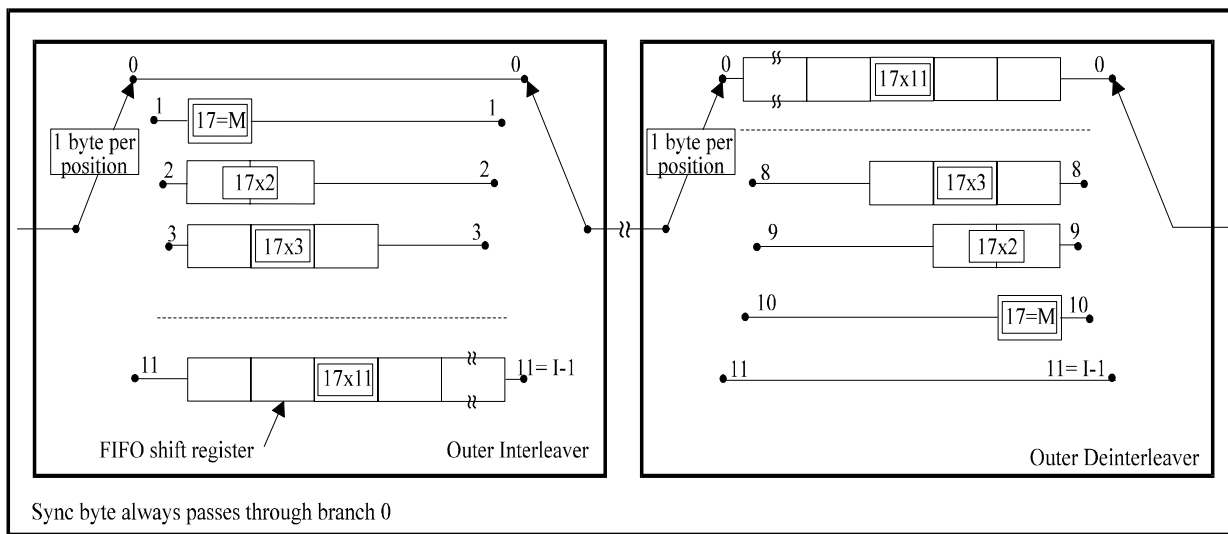 0 0
1 17=M 1
1 byte per
position
2 17x2 2
3 17x3 3
11 17x11 11= I-1
FIFO shift register
Outer Interleaver
0 17x11 0
1 byte per
position
8 17x3 8
9 17x2 9
10 17=M 10
11 11= I-1
Outer Deinterleaver
Sync byte always passes through branch 0